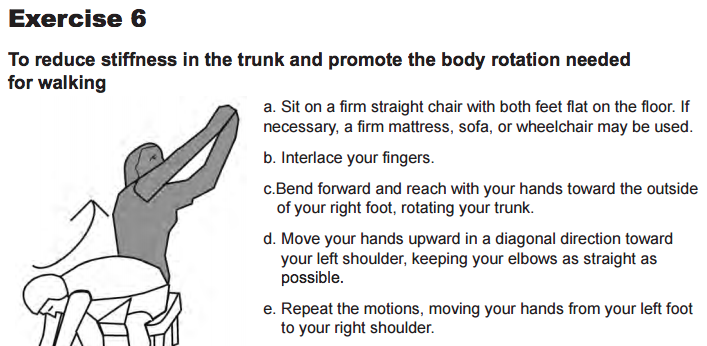 Exercise 6
To reduce stiffness in the trunk and promote the body rotation needed
for walking
a. Sit on a firm straight chair with both feet flat on the floor. If
necessary, a firm mattress, sofa, or wheelchair may be used.
b. Interlace your fingers.
c.Bend forward and reach with your hands toward the outside
of your right foot, rotating your trunk.
d. Move your hands upward in a diagonal direction toward
your left shoulder, keeping your elbows as straight as
possible.
e. Repeat the motions, moving your hands from your left foot
to your right shoulder.